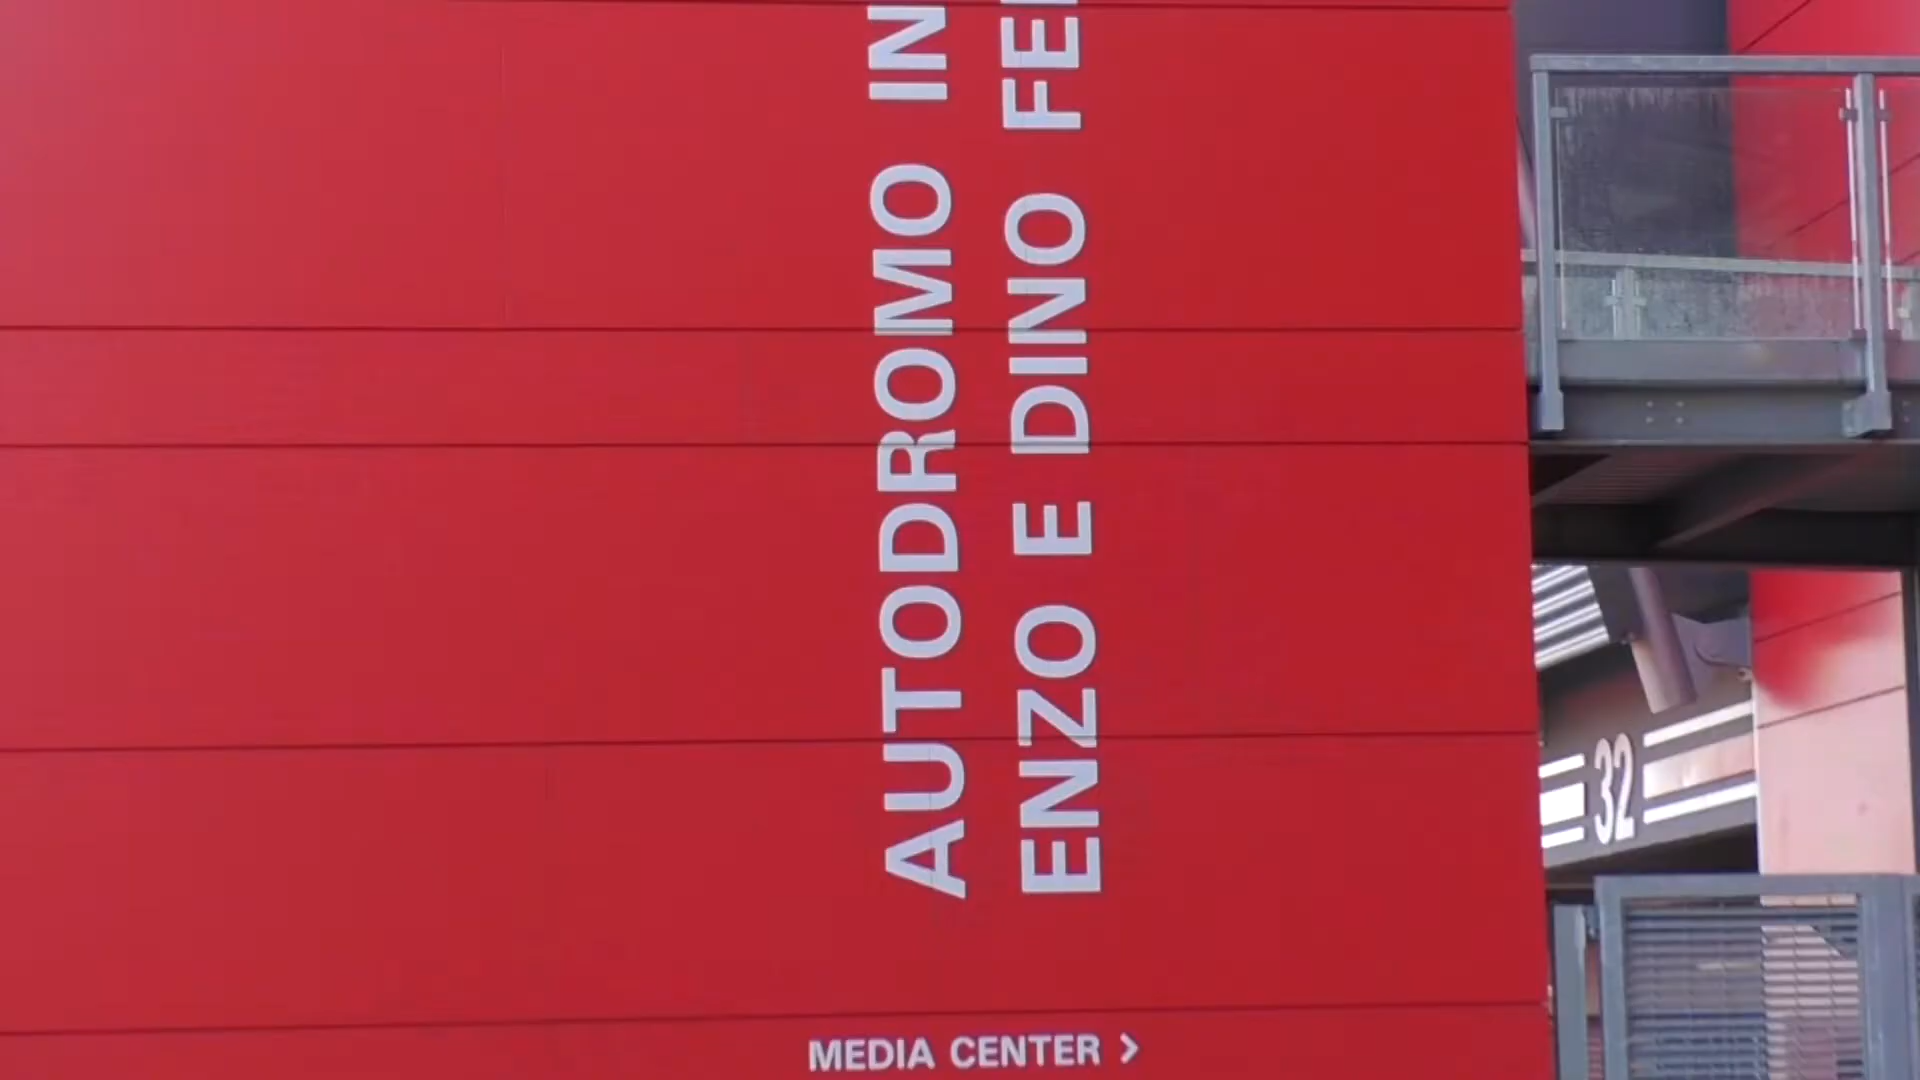 AUTODROMO IN
ENZO E DINO FE
MEDIA CENTER >
32